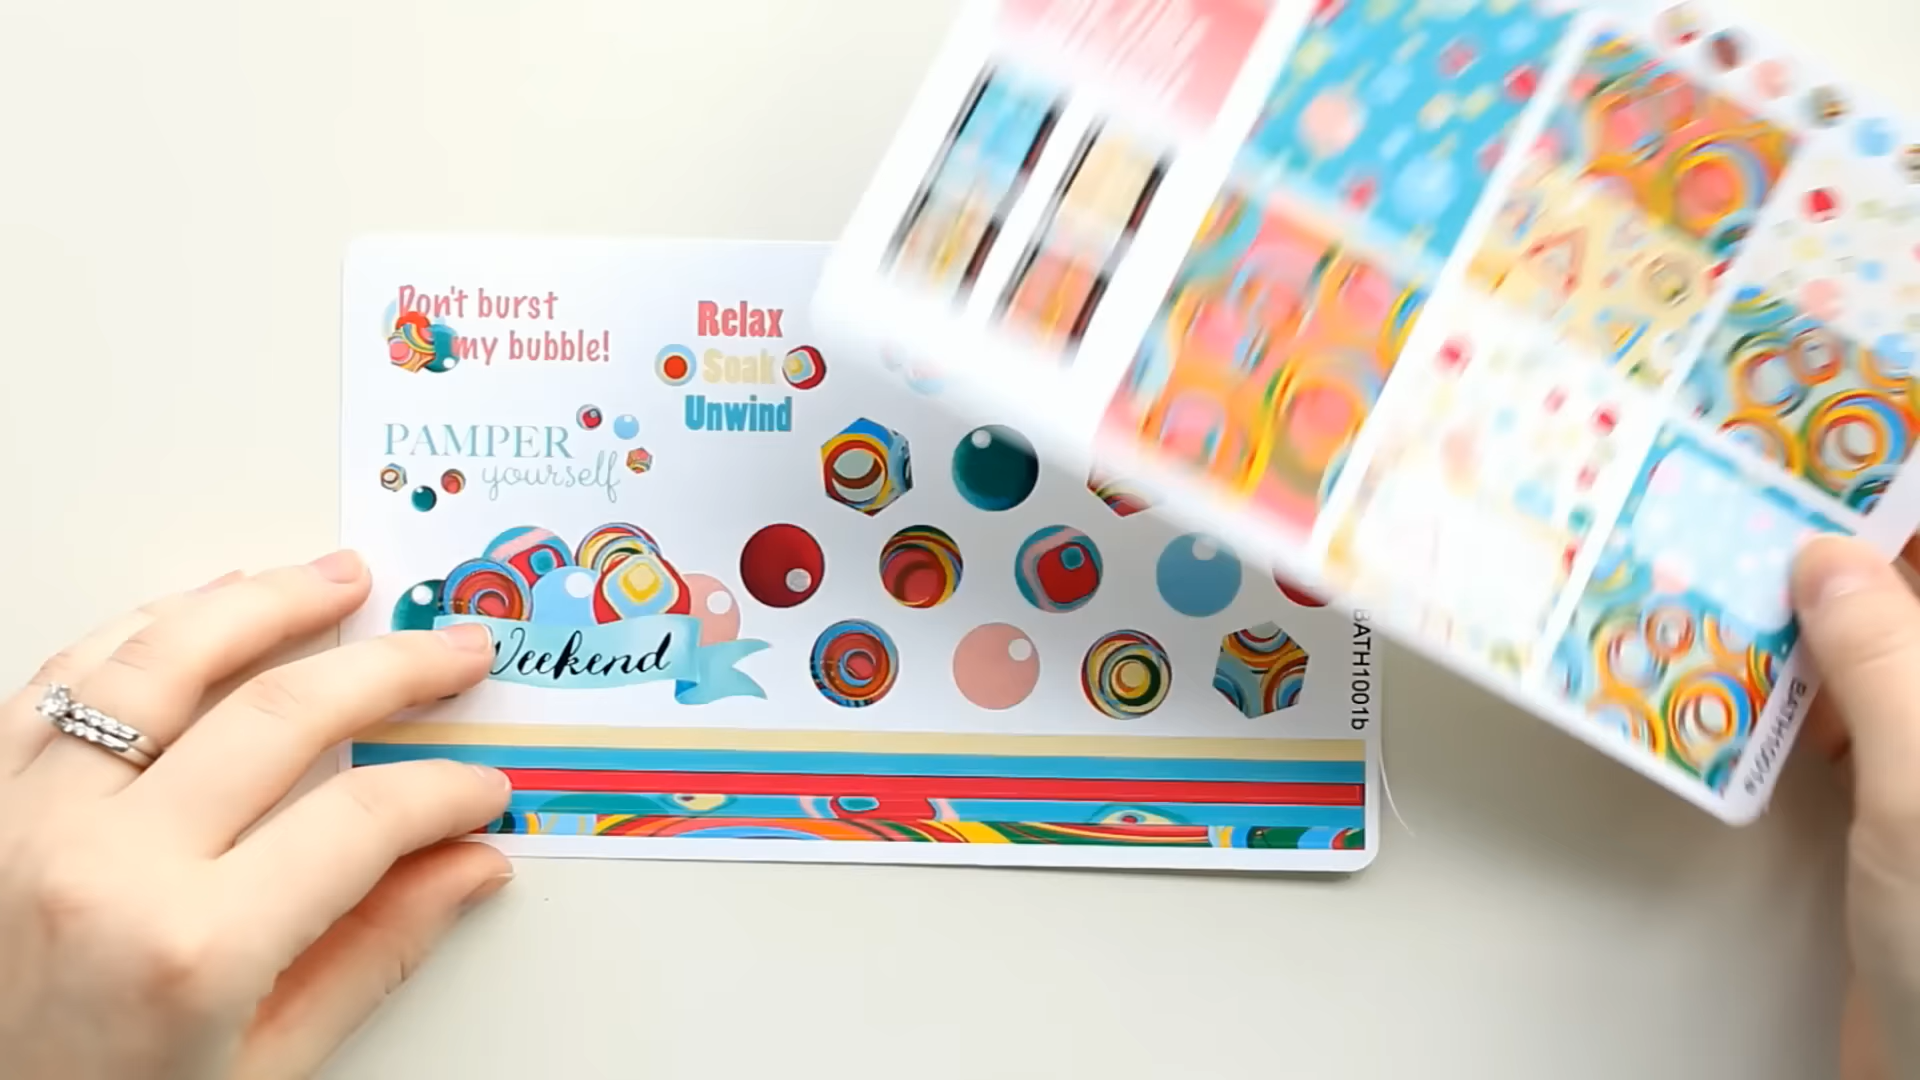 Don't burst
my bubble!
Relax
Soak
Unwind
PAMPER
yourself
Weekend
BATH1001b